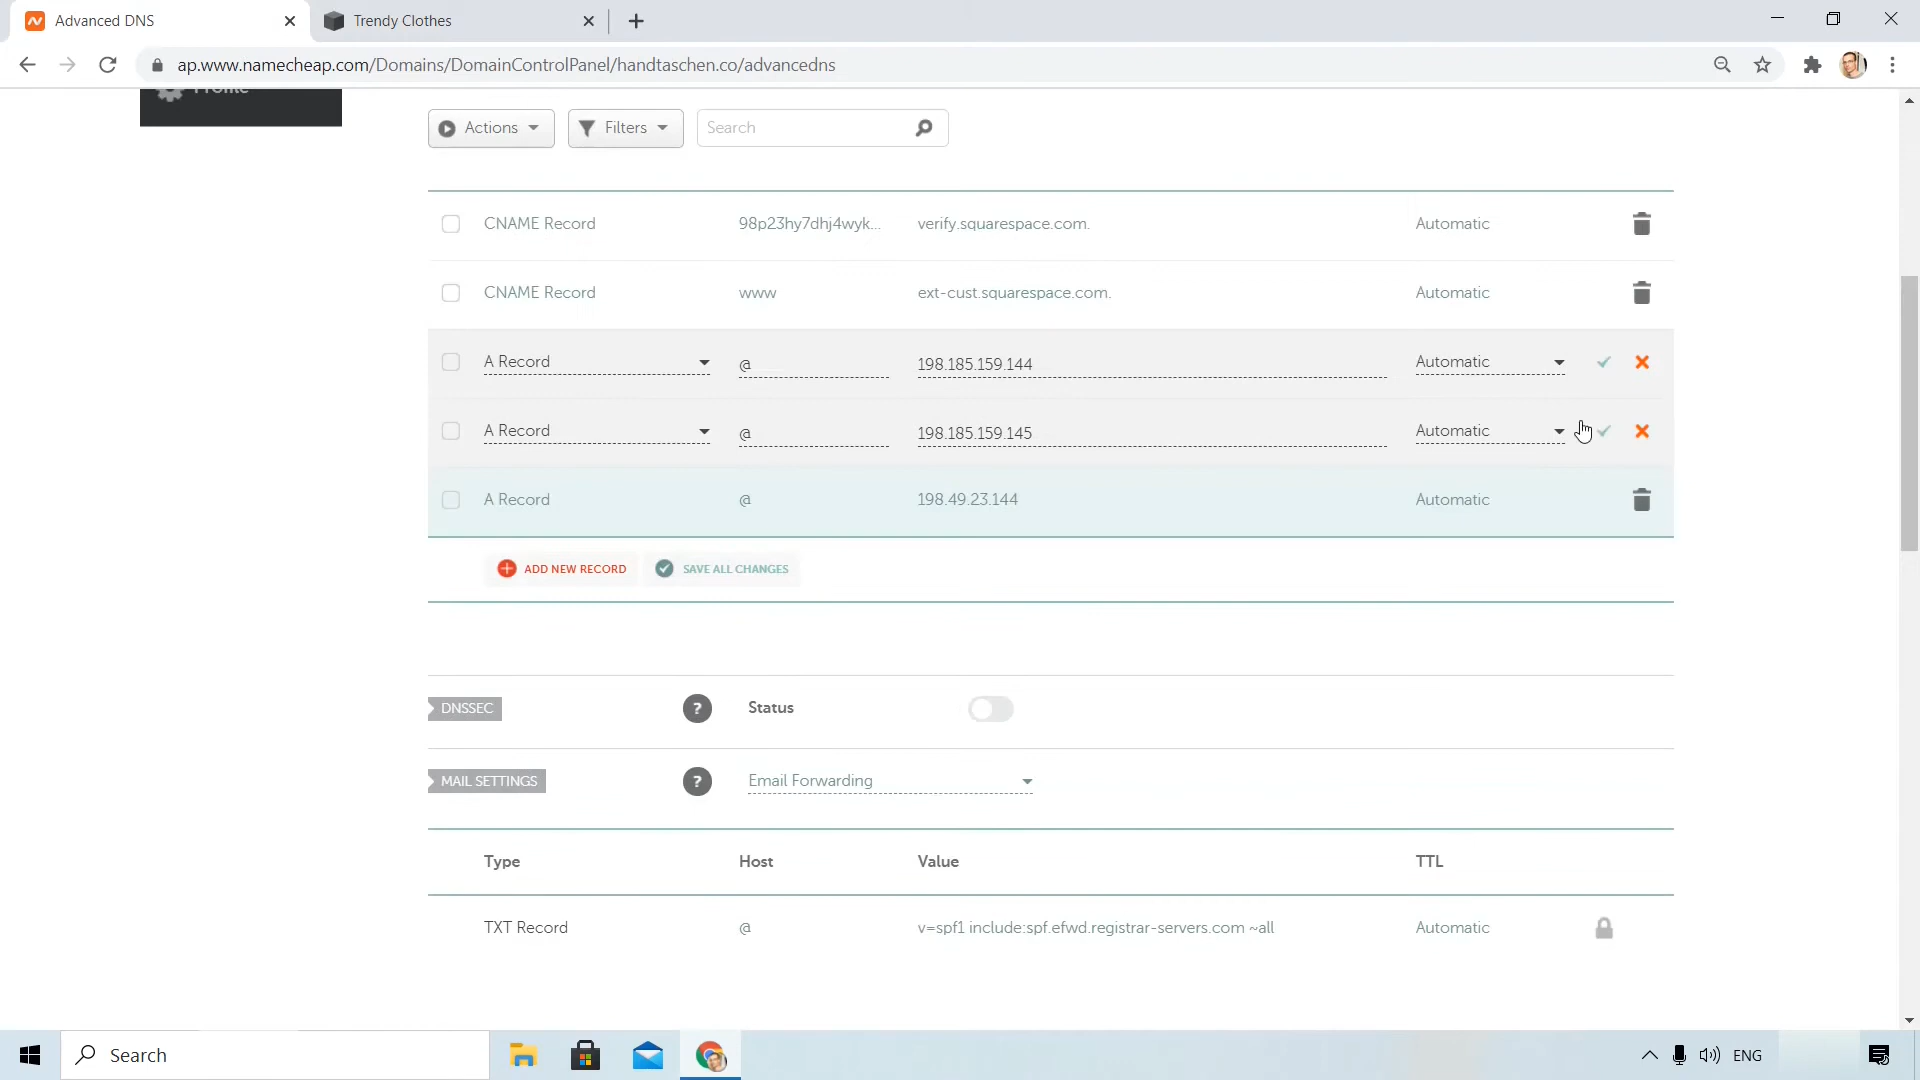 Advanced DNS
Trendy Clothes
ap.www.namecheap.com/Domains/DomainControlPanel/handtaschen.co/advancedns
Profile
Actions
Filters
Search
CNAME Record 98p23hy7dhj4wyk... verify.squarespace.com. Automatic
CNAME Record www ext-cust.squarespace.com. Automatic
A Record @ 198.185.159.144 Automatic
A Record @ 198.185.159.145 Automatic
A Record @ 198.49.23.144 Automatic
ADD NEW RECORD
SAVE ALL CHANGES
DNSSEC ? Status
MAIL SETTINGS ? Email Forwarding
Type Host Value TTL
TXT Record @ v=spf1 include:spf.efwd.registrar-servers.com ~all Automatic
Search
ENG